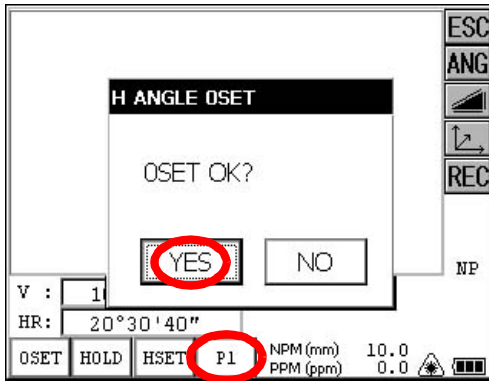 ESC
ANG
H ANGLE 0SET
0SET OK?
REC
YES NO
NP
V : 1
HR: 20°30'40"
0SET HOLD HSET P1
NPM (mm) 10.0
PPM (ppm) 0.0